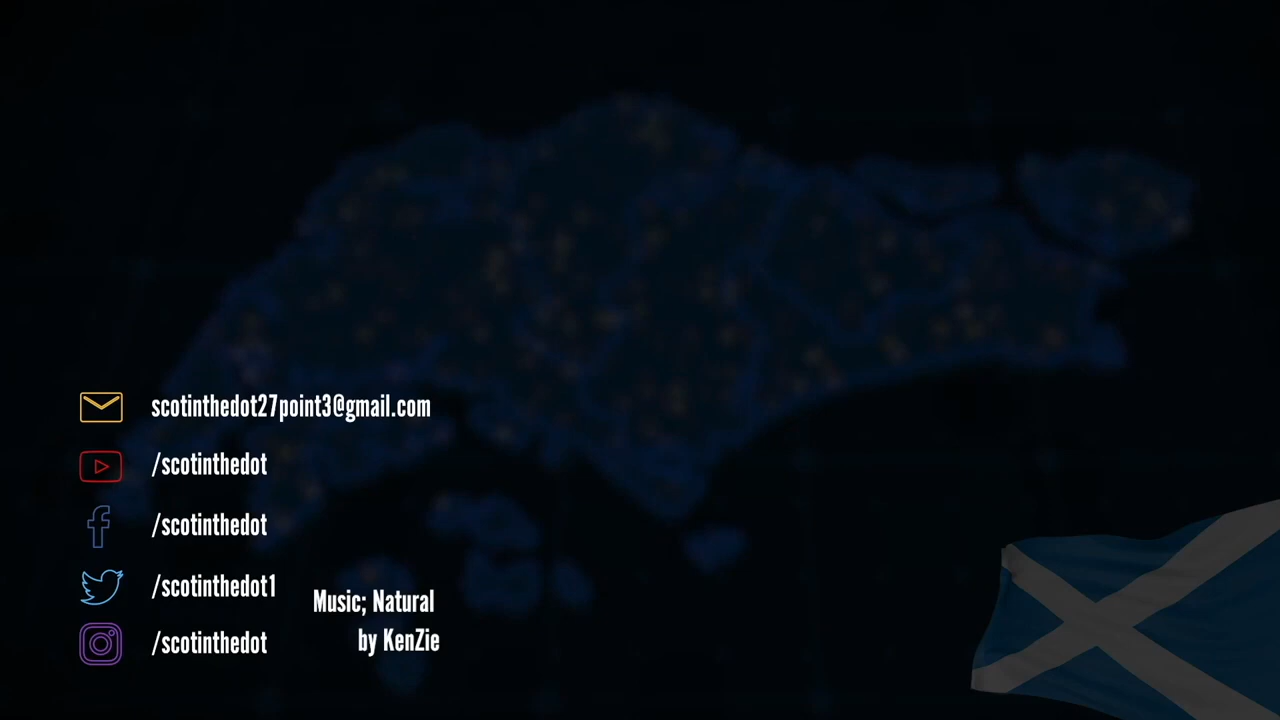 scotinthedot27point3@gmail.com
/scotinthedot
/scotinthedot
/scotinthedot1
/scotinthedot
Music; Natural
by KenZie